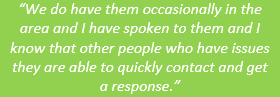 “We do have them occasionally in the
area and I have spoken to them and I
know that other people who have issues
they are able to quickly contact and get
a response.”